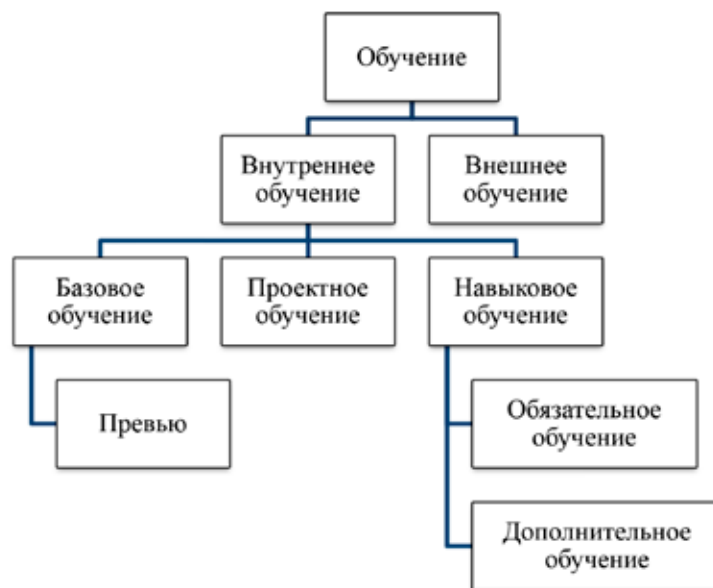 Обучение
Внутреннее
обучение
Внешнее
обучение
Базовое
обучение
Проектное
обучение
Навыковое
обучение
Превью
Обязательное
обучение
Дополнительное
обучение